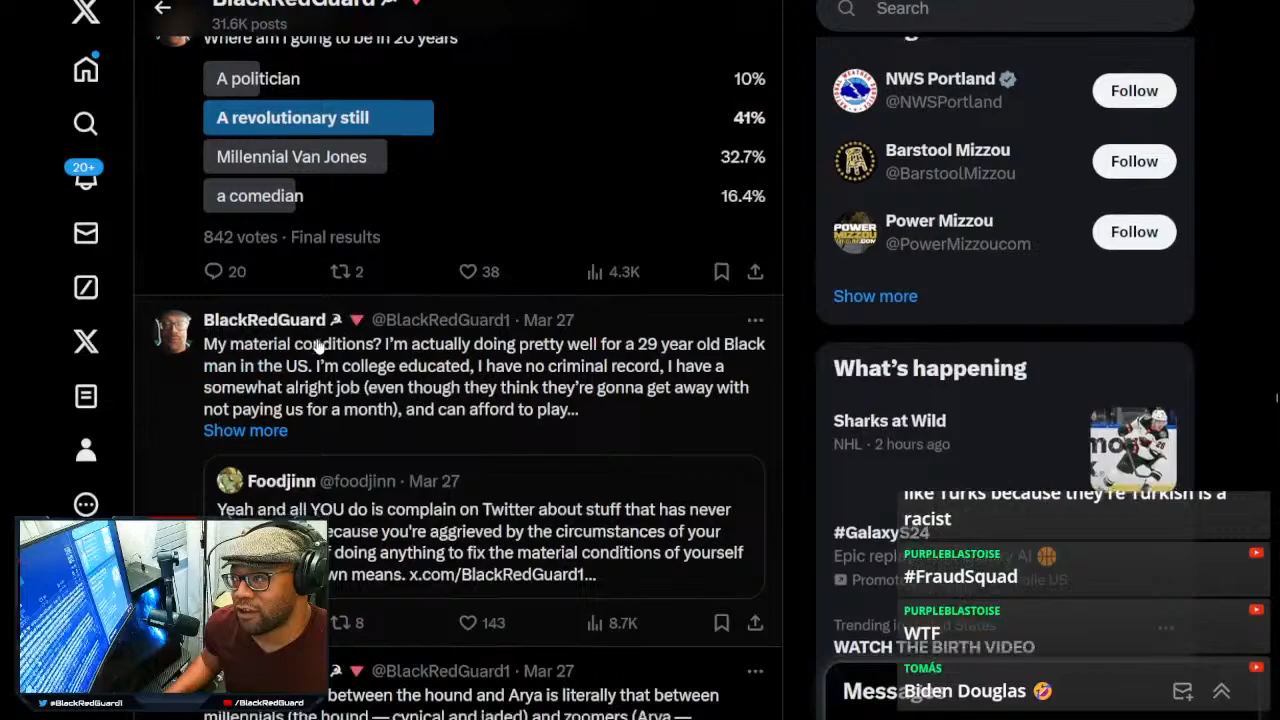 BlackRedGuard
31.6K posts
Where am I going to be in 20 years
A politician
10%
A revolutionary still
41%
Millennial Van Jones
32.7%
a comedian
16.4%
842 votes · Final results
20
2
38
4.3K
BlackRedGuard @BlackRedGuard1 · Mar 27
My material conditions? I'm actually doing pretty well for a 29 year old Black
man in the US. I'm college educated, I have no criminal record, I have a
somewhat alright job (even though they think they're gonna get away with
not paying us for a month), and can afford to play...
Show more
Foodjinn @foodjinn · Mar 27
Yeah and all YOU do is complain on Twitter about stuff that has never
because you're aggrieved by the circumstances of your
doing anything to fix the material conditions of yourself
means. x.com/BlackRedGuard1...
8
143
8.7K
@BlackRedGuard1 · Mar 27
between the hound and Arya is literally that between
millennials (the hound — cynical and jaded) and zoomers (Arya —
20+
Search
NWS Portland
@NWSPortland
Follow
Barstool Mizzou
@BarstoolMizzou
Follow
Power Mizzou
@PowerMizzoucom
Follow
Show more
What's happening
Sharks at Wild
NHL · 2 hours ago
#GalaxyS24
Epic
AI
Trending in
WATCH THE BIRTH VIDEO
like Turks because they're Turkish is a
racist
PURPLEBLASTOISE
#FraudSquad
PURPLEBLASTOISE
WTF
TOMÁS
Biden Douglas 🤣
@BlackRedGuard1
/BlackRedGuard